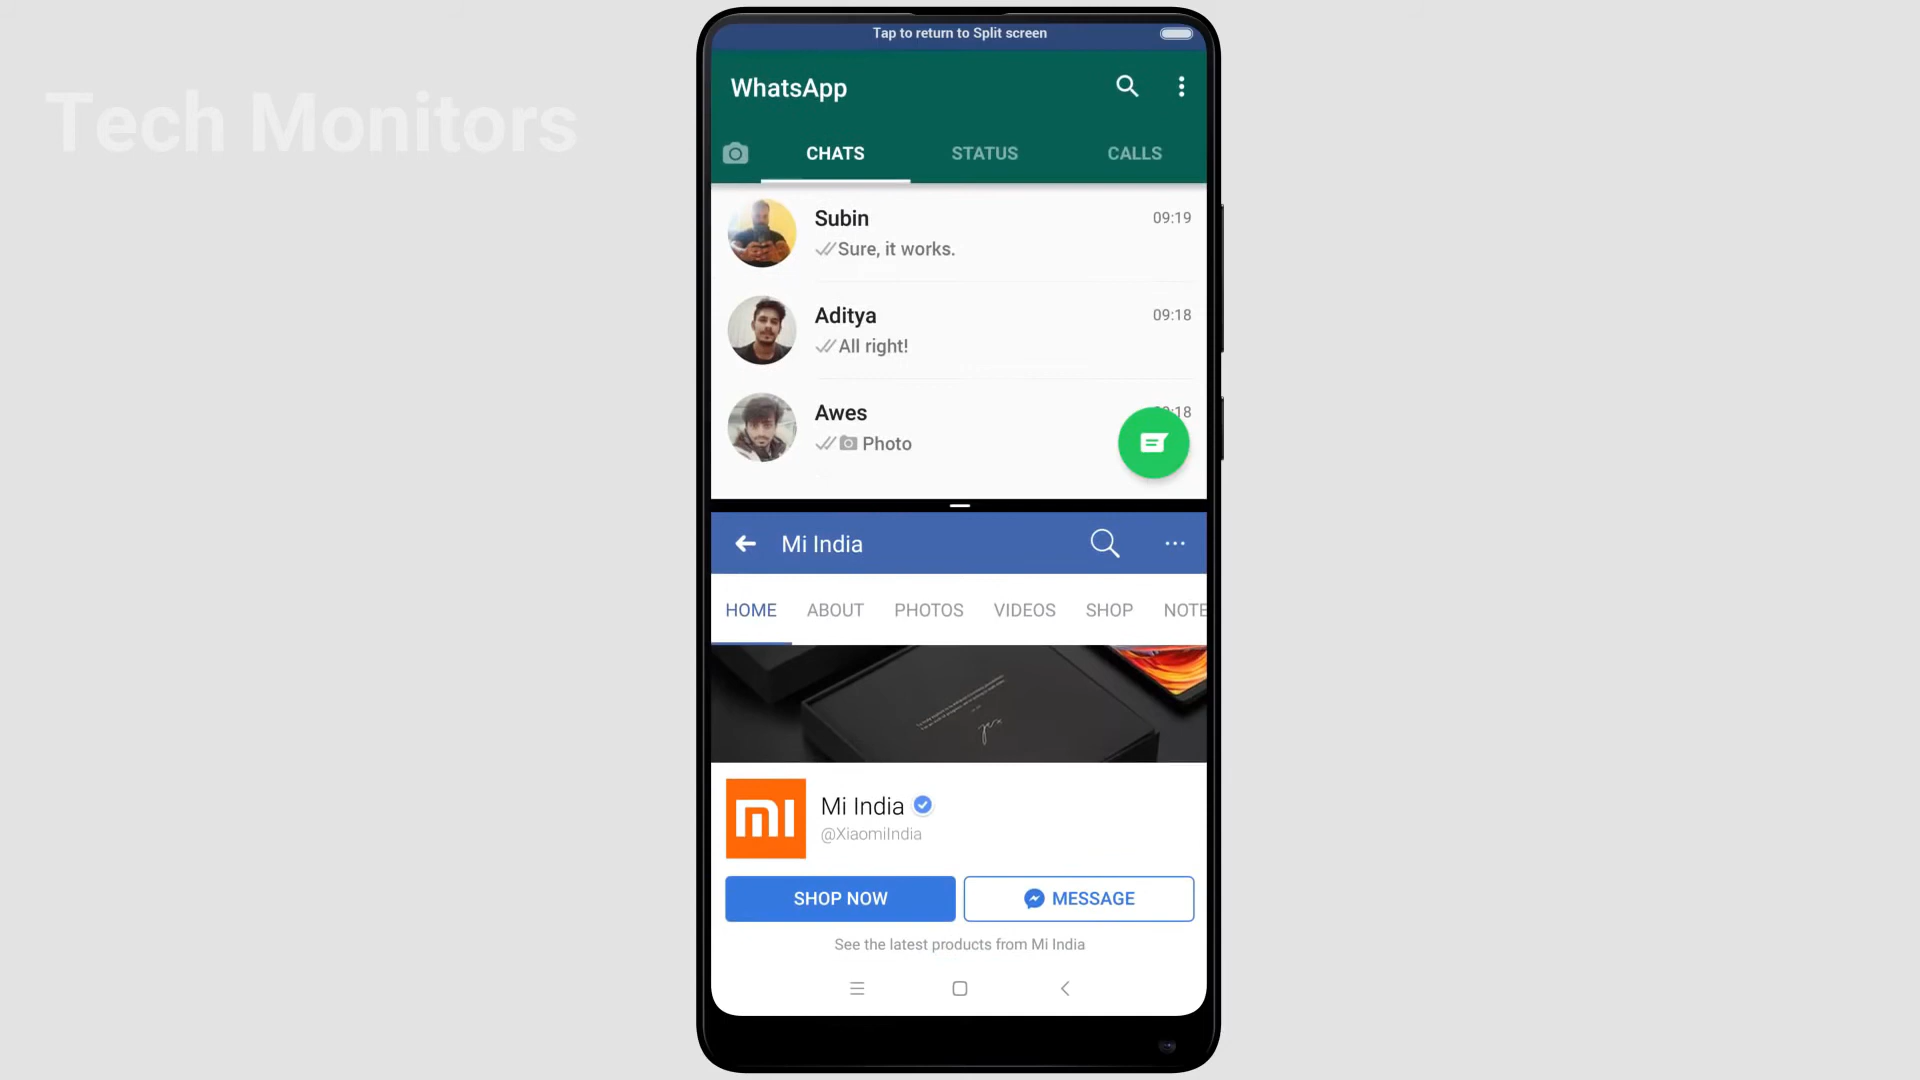 Tech Monitors
Tap to return to Split screen
WhatsApp
CHATS STATUS CALLS
Subin 09:19
Sure, it works.
Aditya 09:18
All right!
Awes :18
Photo
Mi India
HOME ABOUT PHOTOS VIDEOS SHOP NOTE
Mi India
@XiaomiIndia
SHOP NOW MESSAGE
See the latest products from Mi India